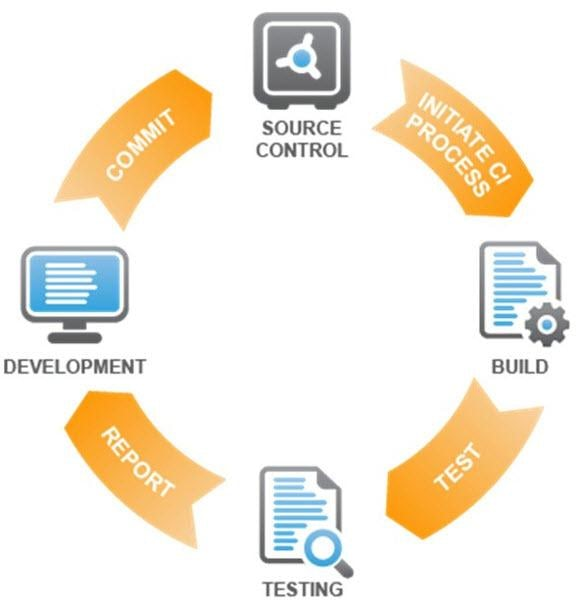 SOURCE
CONTROL
INITIATE CI
PROCESS
BUILD
TEST
TESTING
REPORT
DEVELOPMENT
COMMIT